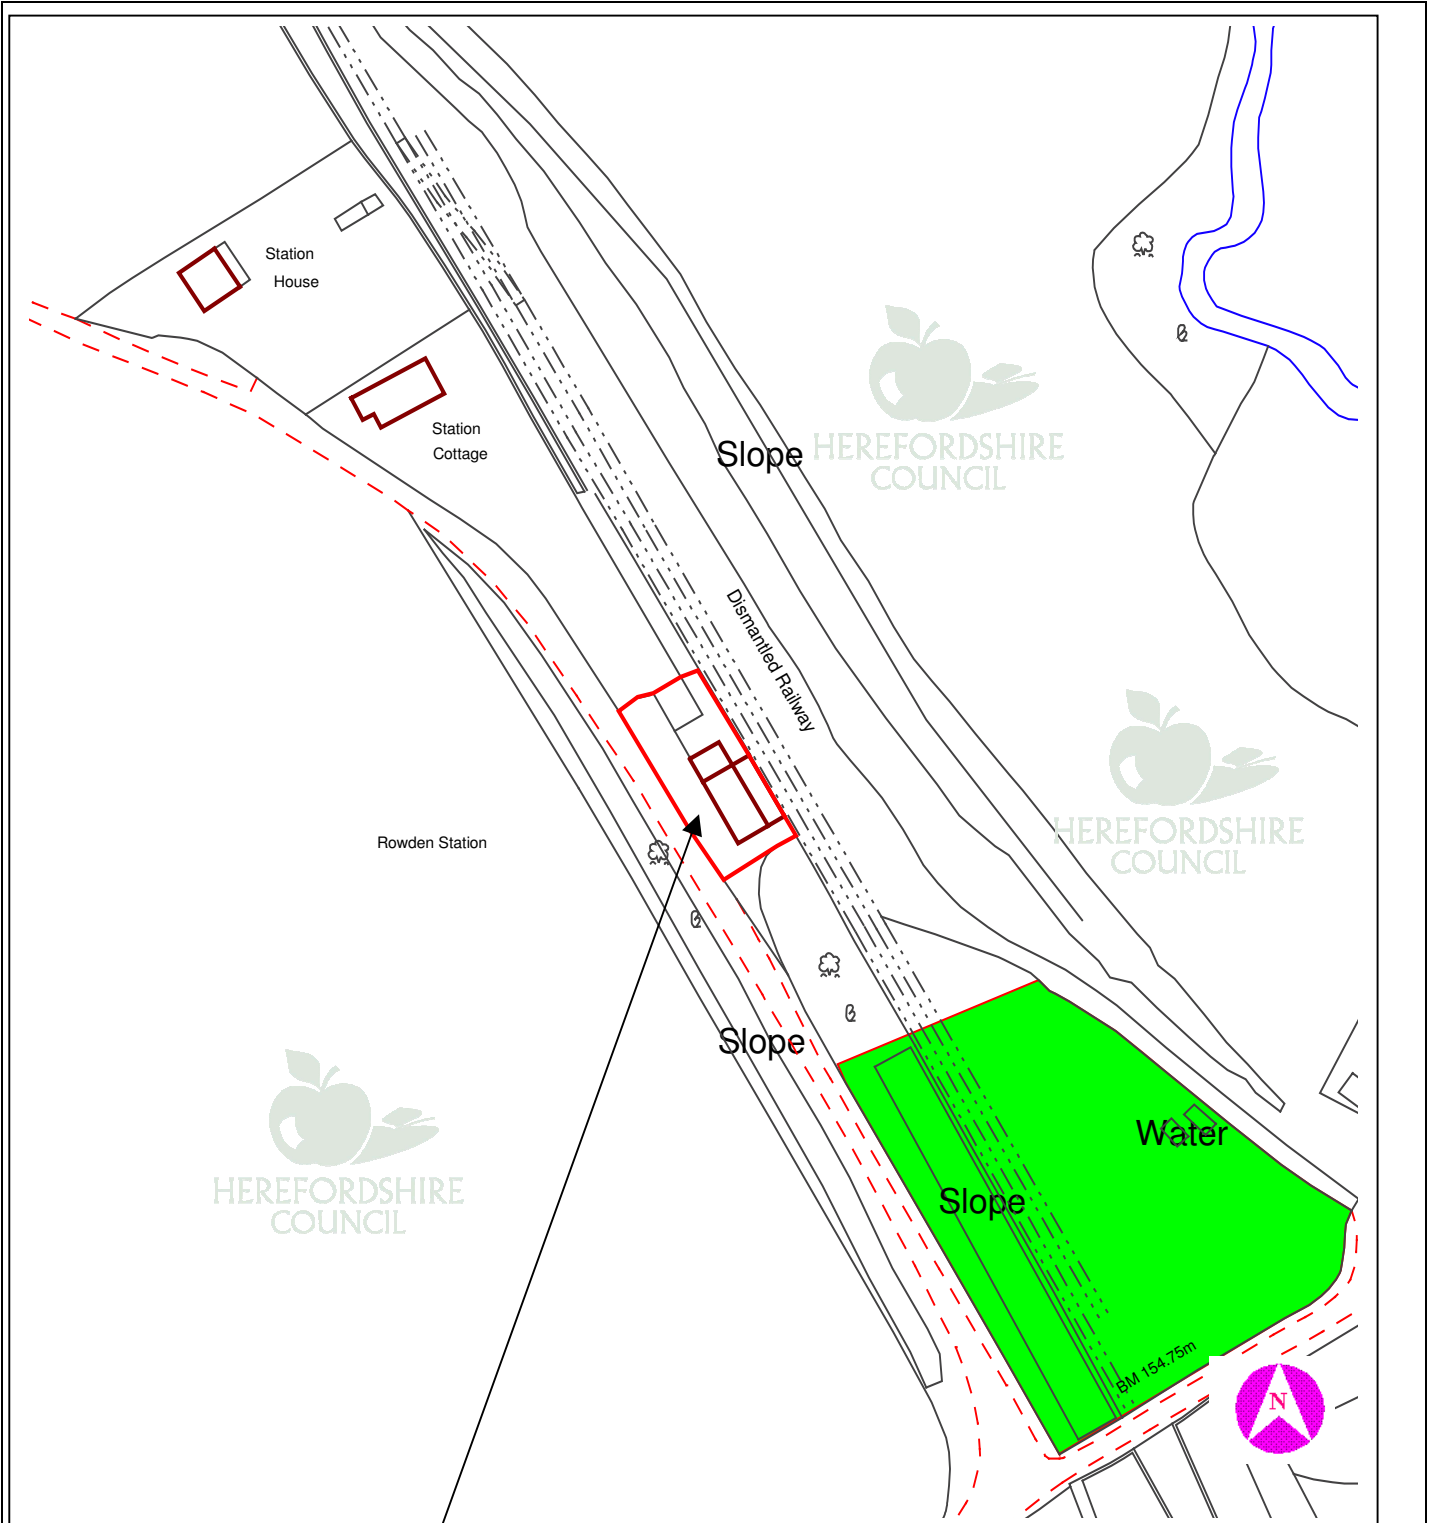 Station
House
Station
Cottage
Slope
HEREFORDSHIRE
COUNCIL
Dismantled Railway
Rowden Station
HEREFORDSHIRE
COUNCIL
Slope
Water
HEREFORDSHIRE
COUNCIL
Slope
BM 154.75m
N